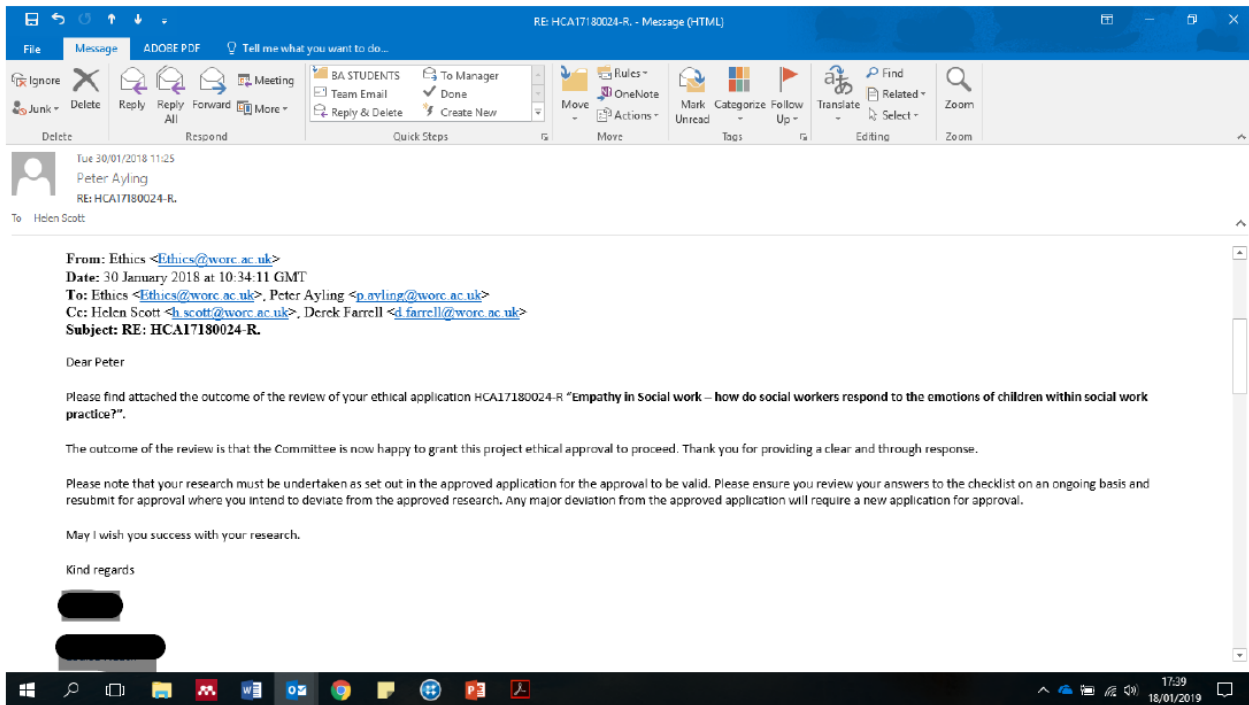 RE: HCA17180024-R. - Message (HTML)
File Message ADOBE PDF Tell me what you want to do...
Ignore
Junk
Delete
Reply
Reply All
Forward
Meeting
More
BA STUDENTS
Team Email
Reply & Delete
To Manager
Done
Create New
Move
Rules
OneNote
Actions
Mark Unread
Categorize
Follow Up
Translate
Find
Related
Select
Zoom
Delete Respond Quick Steps Move Tags Editing Zoom
Tue 30/01/2018 11:25
Peter Ayling
RE: HCA17180024-R.
To Helen Scott
From: Ethics <Ethics@worc.ac.uk>
Date: 30 January 2018 at 10:34:11 GMT
To: Ethics <Ethics@worc.ac.uk>, Peter Ayling <p.ayling@worc.ac.uk>
Cc: Helen Scott <h.scott@worc.ac.uk>, Derek Farrell <d.farrell@worc.ac.uk>
Subject: RE: HCA17180024-R.
Dear Peter
Please find attached the outcome of the review of your ethical application HCA17180024-R “Empathy in Social work – how do social workers respond to the emotions of children within social work
practice?”.
The outcome of the review is that the Committee is now happy to grant this project ethical approval to proceed. Thank you for providing a clear and through response.
Please note that your research must be undertaken as set out in the approved application for the approval to be valid. Please ensure you review your answers to the checklist on an ongoing basis and
resubmit for approval where you intend to deviate from the approved research. Any major deviation from the approved application will require a new application for approval.
May I wish you success with your research.
Kind regards
17:39
18/01/2019